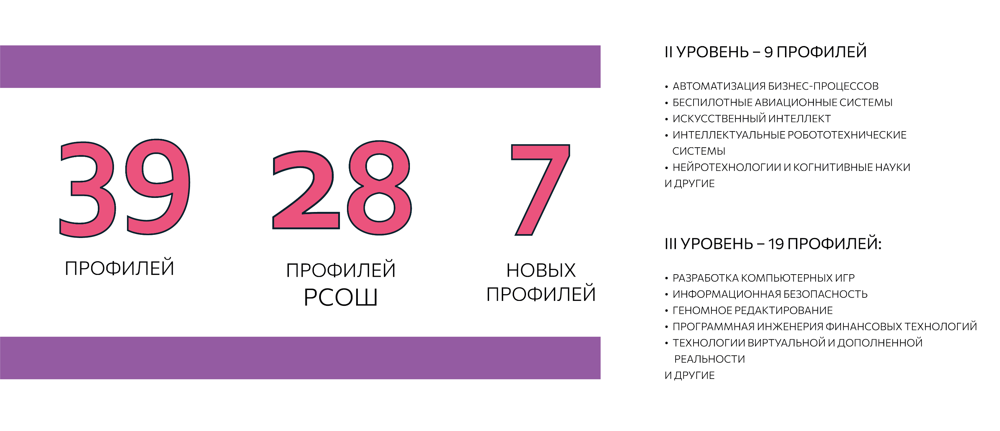 39
ПРОФИЛЕЙ
28
ПРОФИЛЕЙ
РСОШ
7
НОВЫХ
ПРОФИЛЕЙ
II УРОВЕНЬ – 9 ПРОФИЛЕЙ
• АВТОМАТИЗАЦИЯ БИЗНЕС-ПРОЦЕССОВ
• БЕСПИЛОТНЫЕ АВИАЦИОННЫЕ СИСТЕМЫ
• ИСКУССТВЕННЫЙ ИНТЕЛЛЕКТ
• ИНТЕЛЛЕКТУАЛЬНЫЕ РОБОТОТЕХНИЧЕСКИЕ
СИСТЕМЫ
• НЕЙРОТЕХНОЛОГИИ И КОГНИТИВНЫЕ НАУКИ
И ДРУГИЕ
III УРОВЕНЬ – 19 ПРОФИЛЕЙ:
• РАЗРАБОТКА КОМПЬЮТЕРНЫХ ИГР
• ИНФОРМАЦИОННАЯ БЕЗОПАСНОСТЬ
• ГЕНОМНОЕ РЕДАКТИРОВАНИЕ
• ПРОГРАММНАЯ ИНЖЕНЕРИЯ ФИНАНСОВЫХ ТЕХНОЛОГИЙ
• ТЕХНОЛОГИИ ВИРТУАЛЬНОЙ И ДОПОЛНЕННОЙ
РЕАЛЬНОСТИ
И ДРУГИЕ